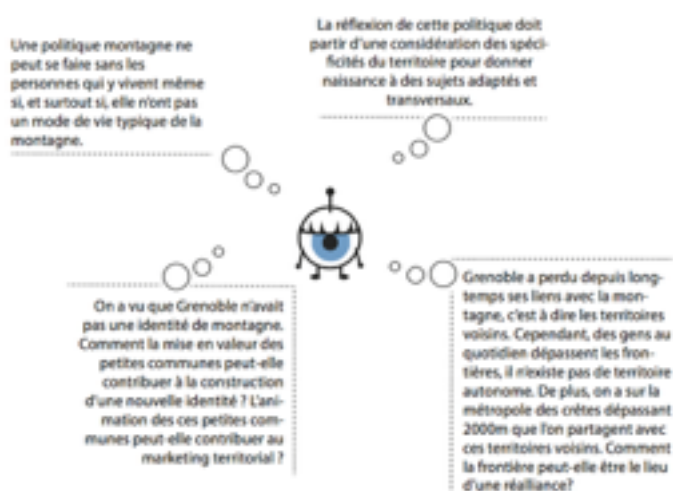 Une politique montagne ne
peut se faire sans les
personnes qui y vivent même
si, et surtout si, elle n'ont pas
un mode de vie typique de la
montagne.
La réflexion de cette politique doit
partir d'une considération des spéci-
ficités du territoire pour donner
naissance à des sujets adaptés et
transversaux.
On a vu que Grenoble n'avait
pas une identité de montagne.
Comment la mise en valeur des
petites communes peut-elle
contribuer à la construction
d'une nouvelle identité ? L'ani-
mation des ces petites com-
munes peut-elle contribuer au
marketing territorial ?
Grenoble a perdu depuis long-
temps ses liens avec la mon-
tagne, c'est à dire les territoires
voisins. Cependant, des gens au
quotidien dépassent les fron-
tières, il n'existe pas de territoire
autonome. De plus, on a sur la
métropole des crêtes dépassant
2000m que l'on partagent avec
ces territoires voisins. Comment
la frontière peut-elle être le lieu
d'une réalliance?